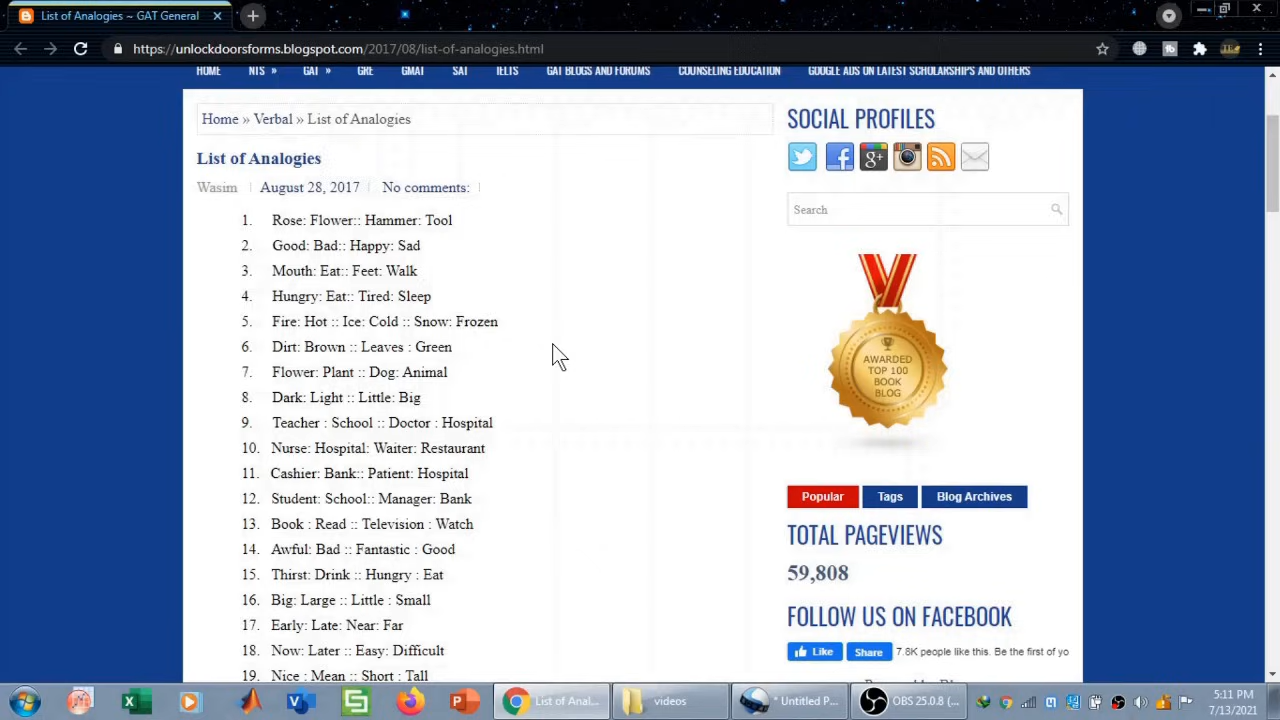 List of Analogies ~ GAT General
https://unlockdoorsforms.blogspot.com/2017/08/list-of-analogies.html
HOME NTS » GAT » GRE GMAT SAT IELTS GAT BLOGS AND FORUMS COUNSELING EDUCATION GOOGLE ADS ON LATEST SCHOLARSHIPS AND OTHERS
Home » Verbal » List of Analogies
List of Analogies
Wasim August 28, 2017 No comments:
1. Rose: Flower:: Hammer: Tool
2. Good: Bad:: Happy: Sad
3. Mouth: Eat:: Feet: Walk
4. Hungry: Eat:: Tired: Sleep
5. Fire: Hot :: Ice: Cold :: Snow: Frozen
6. Dirt: Brown :: Leaves : Green
7. Flower: Plant :: Dog: Animal
8. Dark: Light :: Little: Big
9. Teacher : School :: Doctor : Hospital
10. Nurse: Hospital: Waiter: Restaurant
11. Cashier: Bank:: Patient: Hospital
12. Student: School:: Manager: Bank
13. Book : Read :: Television : Watch
14. Awful: Bad :: Fantastic : Good
15. Thirst: Drink :: Hungry : Eat
16. Big: Large :: Little : Small
17. Early: Late: Near: Far
18. Now: Later :: Easy: Difficult
19. Nice : Mean :: Short : Tall
SOCIAL PROFILES
Search
AWARDED
TOP 100
BOOK
BLOG
Popular Tags Blog Archives
TOTAL PAGEVIEWS
59,808
FOLLOW US ON FACEBOOK
Like Share 7.8K people like this. Be the first of yo
List of Anal... videos * Untitled P... OBS 25.0.8 (...
5:11 PM
7/13/2021